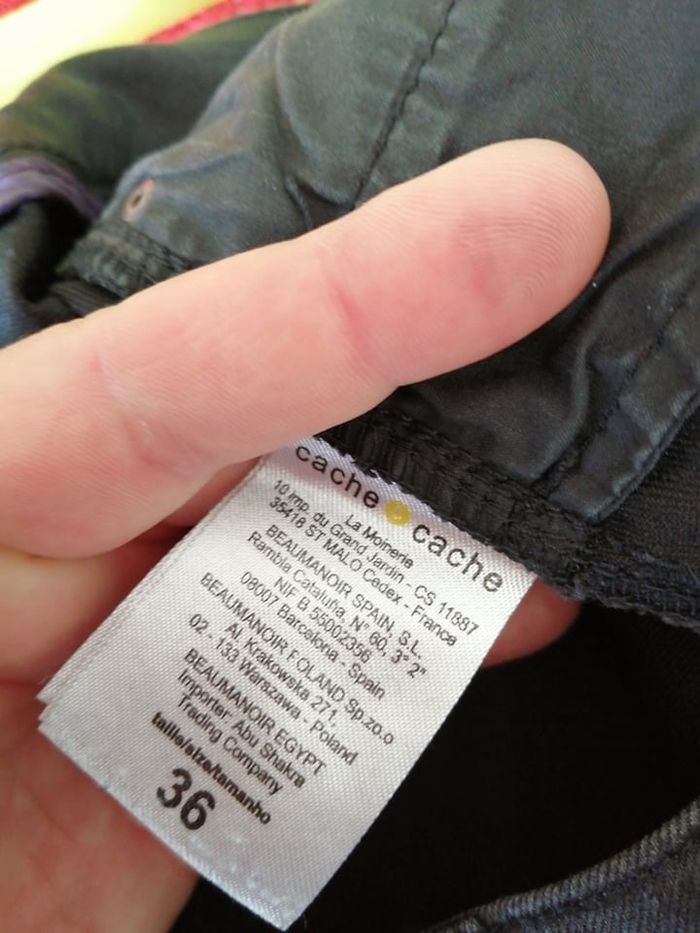 cache cache
La Moinerie
10 imp. du Grand Jardin - CS 11887
35418 ST MALO Cedex - France
BEAUMANOIR SPAIN, S.L.
Rambla Cataluña, N° 60, 3° 2ª
NIF B 55002356
08007 Barcelona - Spain
BEAUMANOIR POLAND Sp.zo.o
Al. Krakowska 271,
02 - 133 Warszawa - Poland
BEAUMANOIR EGYPT
Importer: Abu Shakra
Trading Company
taille/size/tamanho
36